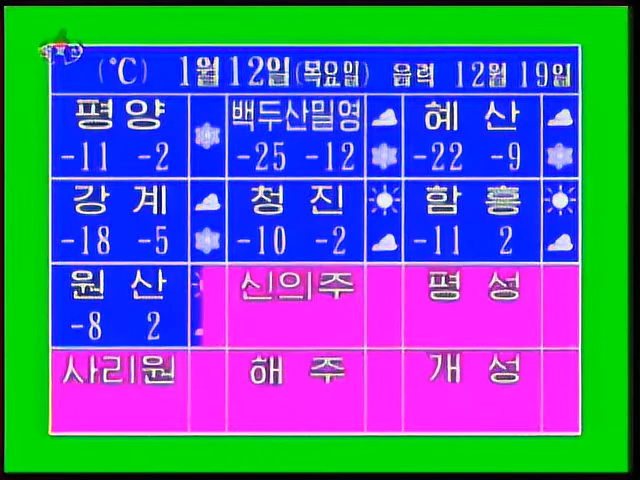 (℃) 1월 12일 (목요일) 음력 12월 19일
평양 백두산밀영 혜산
-11 -2 -25 -12 -22 -9
강계 청진 함흥
-18 -5 -10 -2 -11 2
원산 신의주 평성
-8 2
사리원 해주 개성